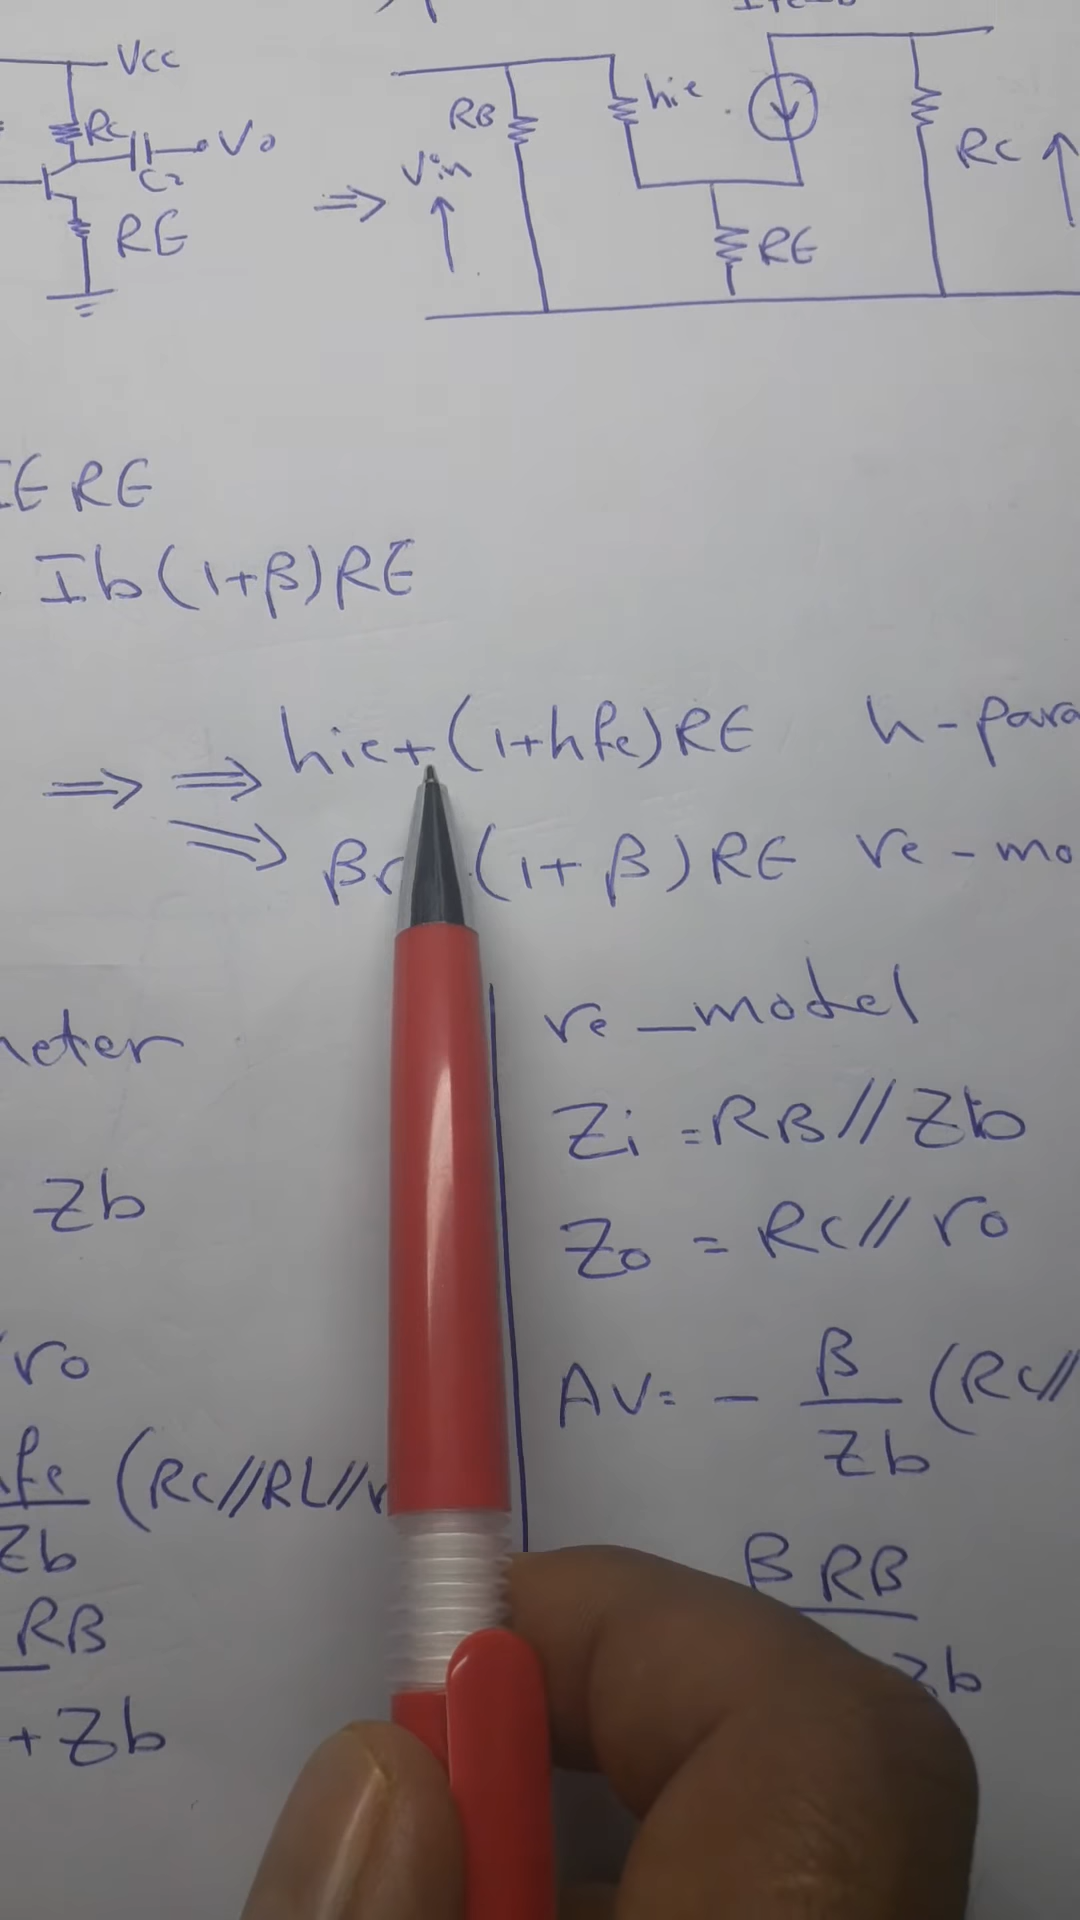 VCC
RC
Vo
C2
RE
RB
hie
Vin
RC
RE
IE RE
Ib(1+β)RE
⇒ ⇒ hie+(1+hfe)RE h-para
⇒ (1+β)RE re-mo
re_model
Zi = RB//Zb
Zb
Zo = RC//ro
ro
AV= - β/Zb (RC//
fe/Zb (RC//RL//
β RB
RB
Zb
+ Zb